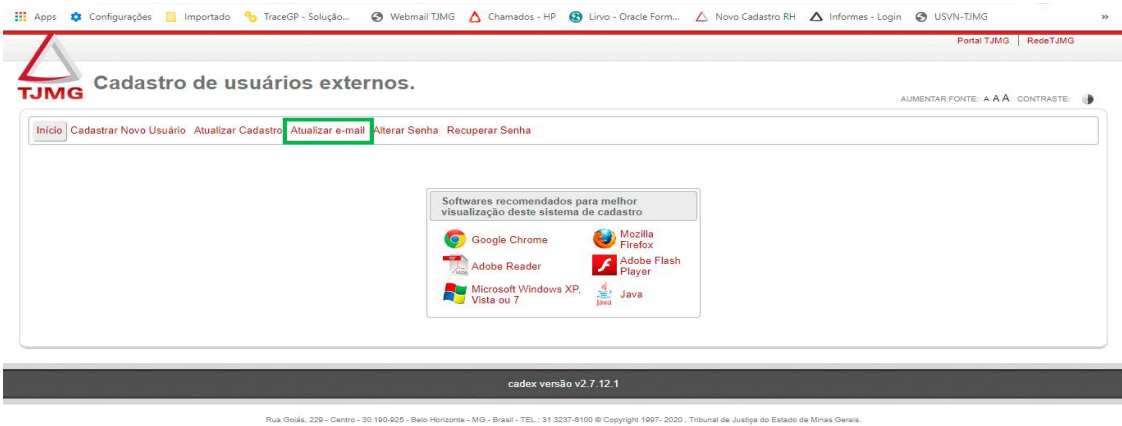 Apps Configurações Importado TraceGP - Solução... Webmail TJMG Chamados - HP Lirvo - Oracle Form... Novo Cadastro RH Informes - Login USVN-TJMG »
Portal TJMG RedeTJMG
TJMG Cadastro de usuários externos.
AUMENTAR FONTE: A A A CONTRASTE:
Início Cadastrar Novo Usuário Atualizar Cadastro Atualizar e-mail Alterar Senha Recuperar Senha
Softwares recomendados para melhor
visualização deste sistema de cadastro
Google Chrome
Mozilla
Firefox
Adobe Reader
Adobe Flash
Player
Microsoft Windows XP,
Vista ou 7
Java
cadex versão v2.7.12.1
Rua Goiás, 229 - Centro - 30.190-925 - Belo Horizonte - MG - Brasil - TEL.: 31 3237-6100 © Copyright 1997- 2020 , Tribunal de Justiça do Estado de Minas Gerais.